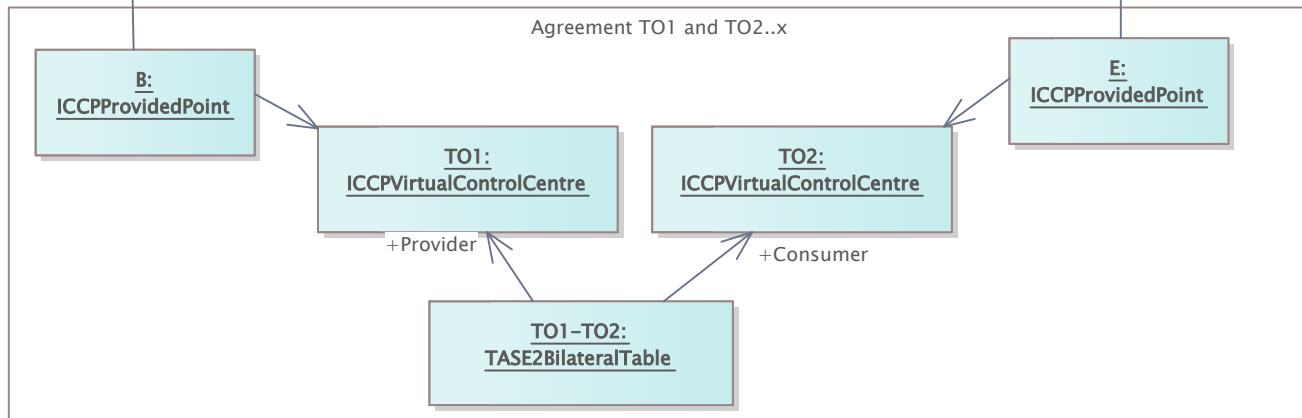 Agreement TO1 and TO2..x
B:
ICCPProvidedPoint
E:
ICCPProvidedPoint
TO1:
ICCPVirtualControlCentre
TO2:
ICCPVirtualControlCentre
+Provider
+Consumer
TO1-TO2:
TASE2BilateralTable